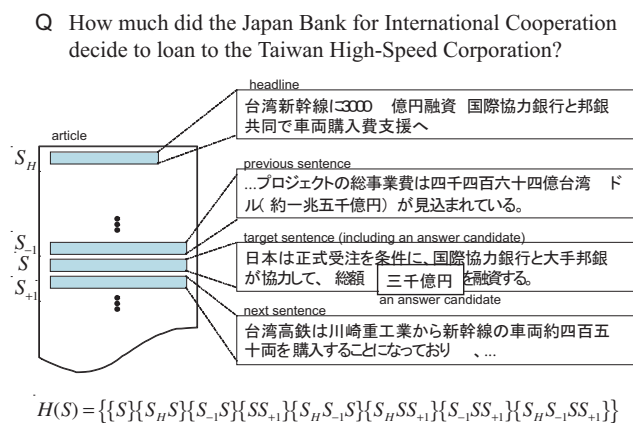 Q How much did the Japan Bank for International Cooperation
decide to loan to the Taiwan High-Speed Corporation?
headline
台湾新幹線に3000 億円融資 国際協力銀行と邦銀
共同で車両購入費支援へ
article
S_H
previous sentence
...プロジェクトの総事業費は四千四百六十四億台湾 ド
ル( 約一兆五千億円) が見込まれている。
S_{-1}
target sentence (including an answer candidate)
S
日本は正式受注を条件に、国際協力銀行と大手邦銀
が協力して、 総額 三千億円 を融資する。
S_{+1}
an answer candidate
next sentence
台湾高鉄は川崎重工業から新幹線の車両約四百五
十両を購入することになっており 、...
H(S) = {{S}{S_H S}{S_{-1}S}{SS_{+1}}{S_H S_{-1}S}{S_H SS_{+1}}{S_{-1}SS_{+1}}{S_H S_{-1}SS_{+1}}}